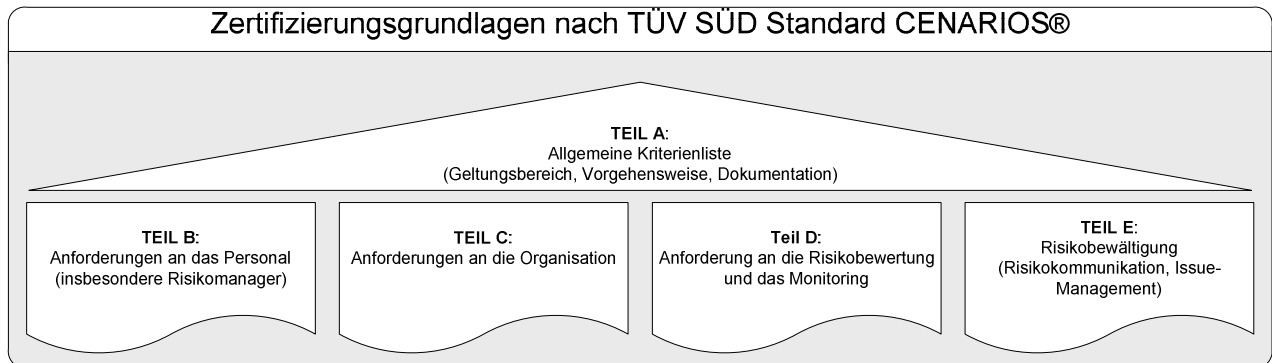 Zertifizierungsgrundlagen nach TÜV SÜD Standard CENARIOS®
TEIL A:
Allgemeine Kriterienliste
(Geltungsbereich, Vorgehensweise, Dokumentation)
TEIL B:
Anforderungen an das Personal
(insbesondere Risikomanager)
TEIL C:
Anforderungen an die Organisation
Teil D:
Anforderung an die Risikobewertung
und das Monitoring
TEIL E:
Risikobewältigung
(Risikokommunikation, Issue-
Management)